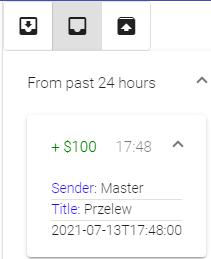 From past 24 hours
+ $100 17:48
Sender: Master
Title: Przelew
2021-07-13T17:48:00